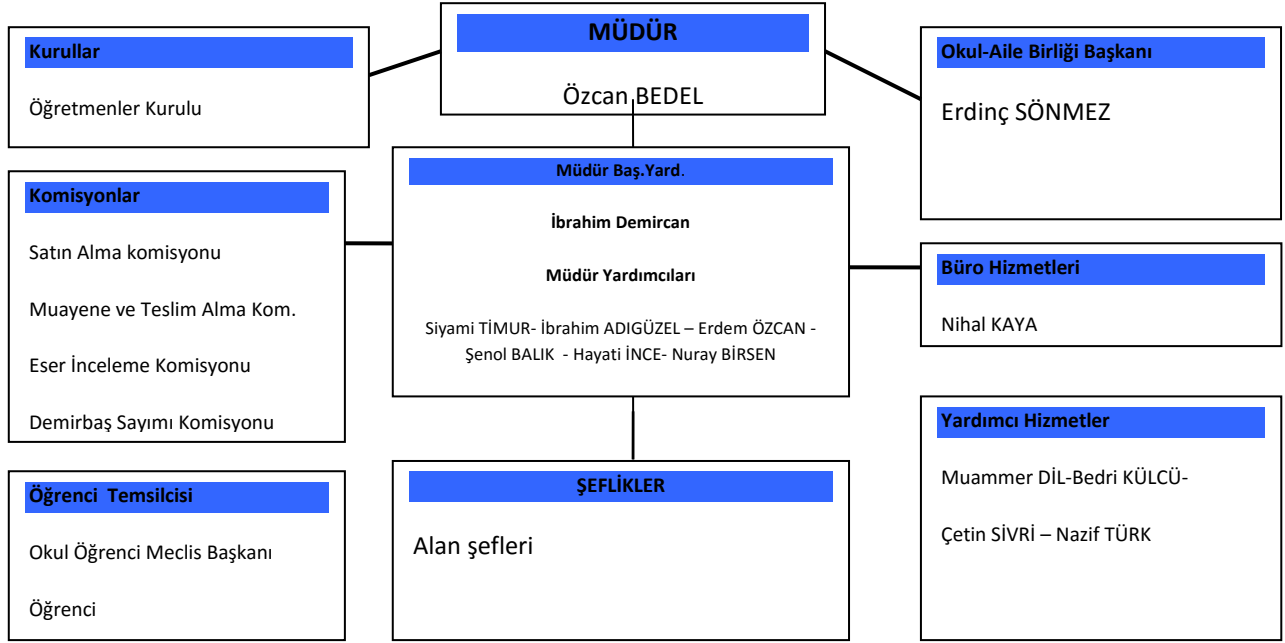 MÜDÜR
Özcan BEDEL
Kurullar
Öğretmenler Kurulu
Okul-Aile Birliği Başkanı
Erdinç SÖNMEZ
Komisyonlar
Satın Alma komisyonu
Muayene ve Teslim Alma Kom.
Eser İnceleme Komisyonu
Demirbaş Sayımı Komisyonu
Müdür Baş.Yard.
İbrahim Demircan
Müdür Yardımcıları
Siyami TİMUR- İbrahim ADIGÜZEL – Erdem ÖZCAN -
Şenol BALIK - Hayati İNCE- Nuray BİRSEN
Büro Hizmetleri
Nihal KAYA
Yardımcı Hizmetler
Muammer DİL-Bedri KÜLCÜ-
Çetin SİVRİ – Nazif TÜRK
Öğrenci Temsilcisi
Okul Öğrenci Meclis Başkanı
Öğrenci
ŞEFLİKLER
Alan şefleri